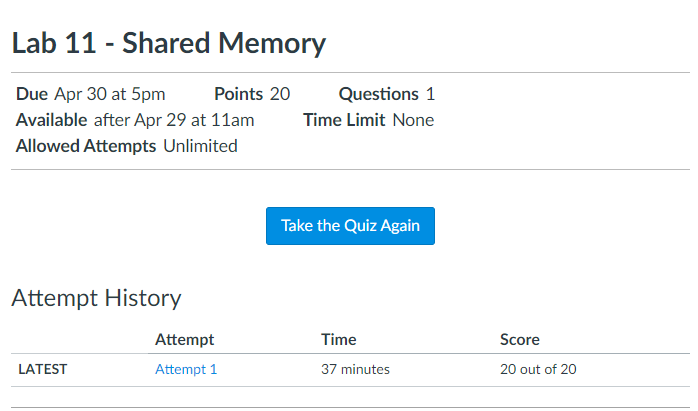 Lab 11 - Shared Memory
Due Apr 30 at 5pm Points 20 Questions 1
Available after Apr 29 at 11am Time Limit None
Allowed Attempts Unlimited
Take the Quiz Again
Attempt History
Attempt Time Score
LATEST Attempt 1 37 minutes 20 out of 20